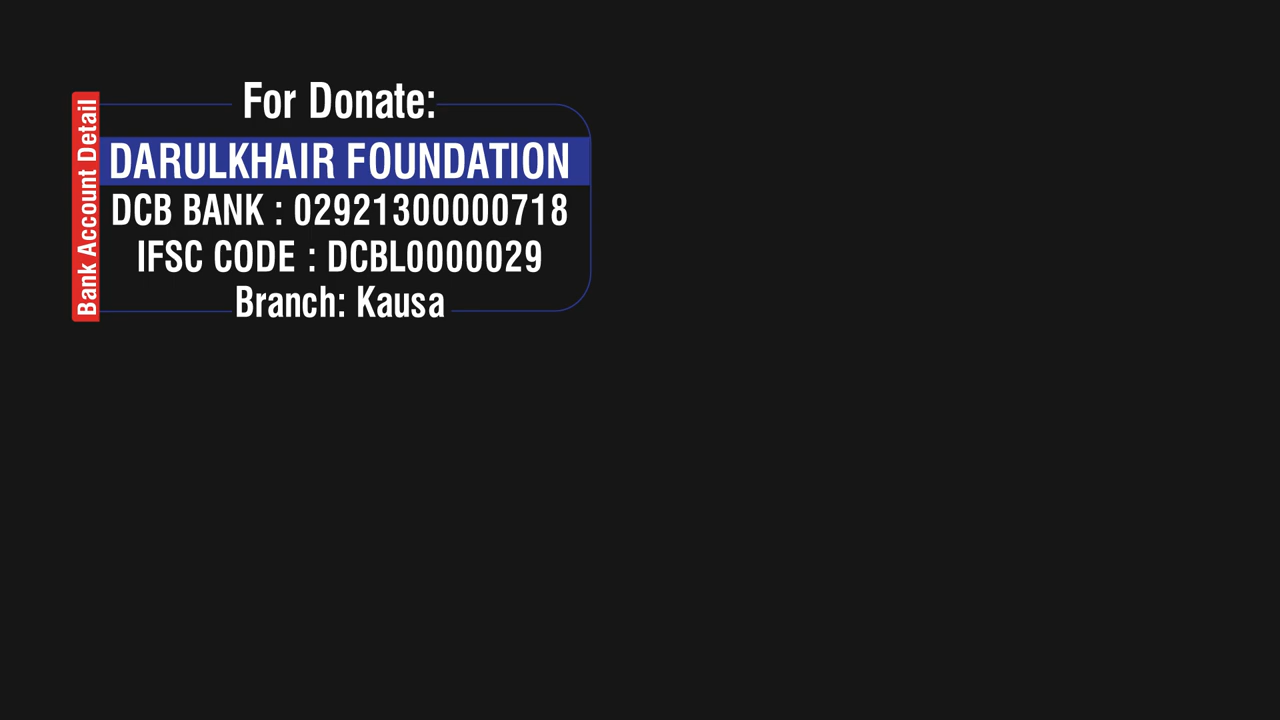 For Donate:
Bank Account Detail
DARULKHAIR FOUNDATION
DCB BANK : 02921300000718
IFSC CODE : DCBL0000029
Branch: Kausa